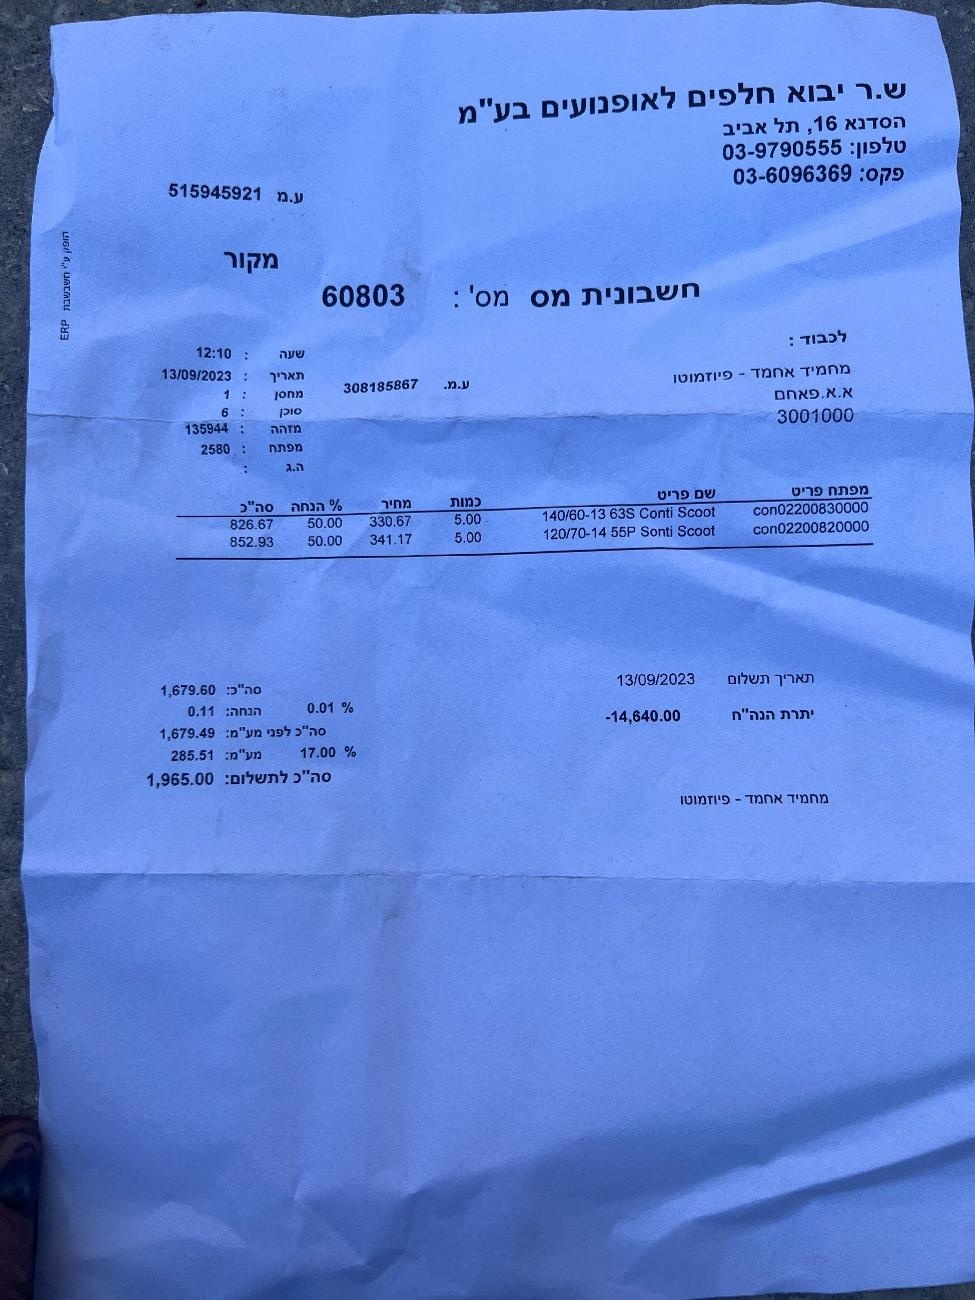 ש.ר יבוא חלפים לאופנועים בע"מ
הסדנא 16, תל אביב
טלפון: 03-9790555
פקס: 03-6096369
ע.מ 515945921
הופק ע"י חשבשבת ERP
מקור
חשבונית מס מס' : 60803
לכבוד :
מחמיד אחמד - פיוזמוטו
א.א.פאחם
3001000
ע.מ. 308185867
שעה : 12:10
תאריך : 13/09/2023
מחסן : 1
סוכן : 6
מזהה : 135944
מפתח : 2580
ה.ג :
מפתח פריט שם פריט כמות מחיר % הנחה סה"כ
con02200830000 140/60-13 63S Conti Scoot 5.00 330.67 50.00 826.67
con02200820000 120/70-14 55P Sonti Scoot 5.00 341.17 50.00 852.93
תאריך תשלום 13/09/2023
יתרת הנה"ח -14,640.00
סה"כ: 1,679.60
% 0.01 הנחה: 0.11
סה"כ לפני מע"מ: 1,679.49
% 17.00 מע"מ: 285.51
סה"כ לתשלום: 1,965.00
מחמיד אחמד - פיוזמוטו